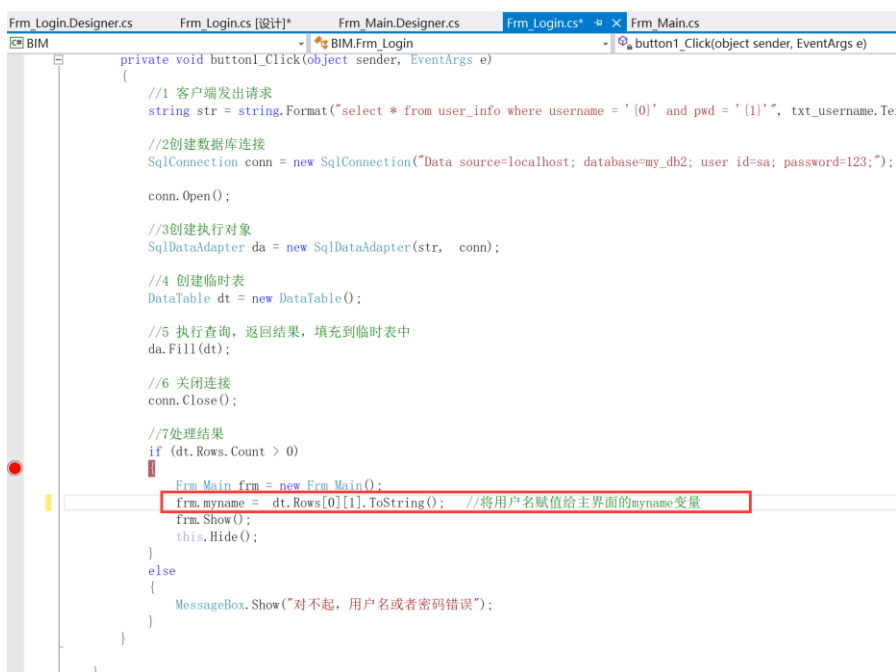 Frm_Login.Designer.cs Frm_Login.cs [设计]* Frm_Main.Designer.cs Frm_Login.cs* Frm_Main.cs
C# BIM BIM.Frm_Login button1_Click(object sender, EventArgs e)
private void button1_Click(object sender, EventArgs e)
{
//1 客户端发出请求
string str = string.Format("select * from user_info where username = '{0}' and pwd = '{1}'", txt_username.Te
//2创建数据库连接
SqlConnection conn = new SqlConnection("Data source=localhost; database=my_db2; user id=sa; password=123;");
conn.Open();
//3创建执行对象
SqlDataAdapter da = new SqlDataAdapter(str, conn);
//4 创建临时表
DataTable dt = new DataTable();
//5 执行查询，返回结果，填充到临时表中
da.Fill(dt);
//6 关闭连接
conn.Close();
//7处理结果
if (dt.Rows.Count > 0)
{
Frm_Main frm = new Frm_Main();
frm.myname = dt.Rows[0][1].ToString(); //将用户名赋值给主界面的myname变量
frm.Show();
this.Hide();
}
else
{
MessageBox.Show("对不起，用户名或者密码错误");
}
}
}